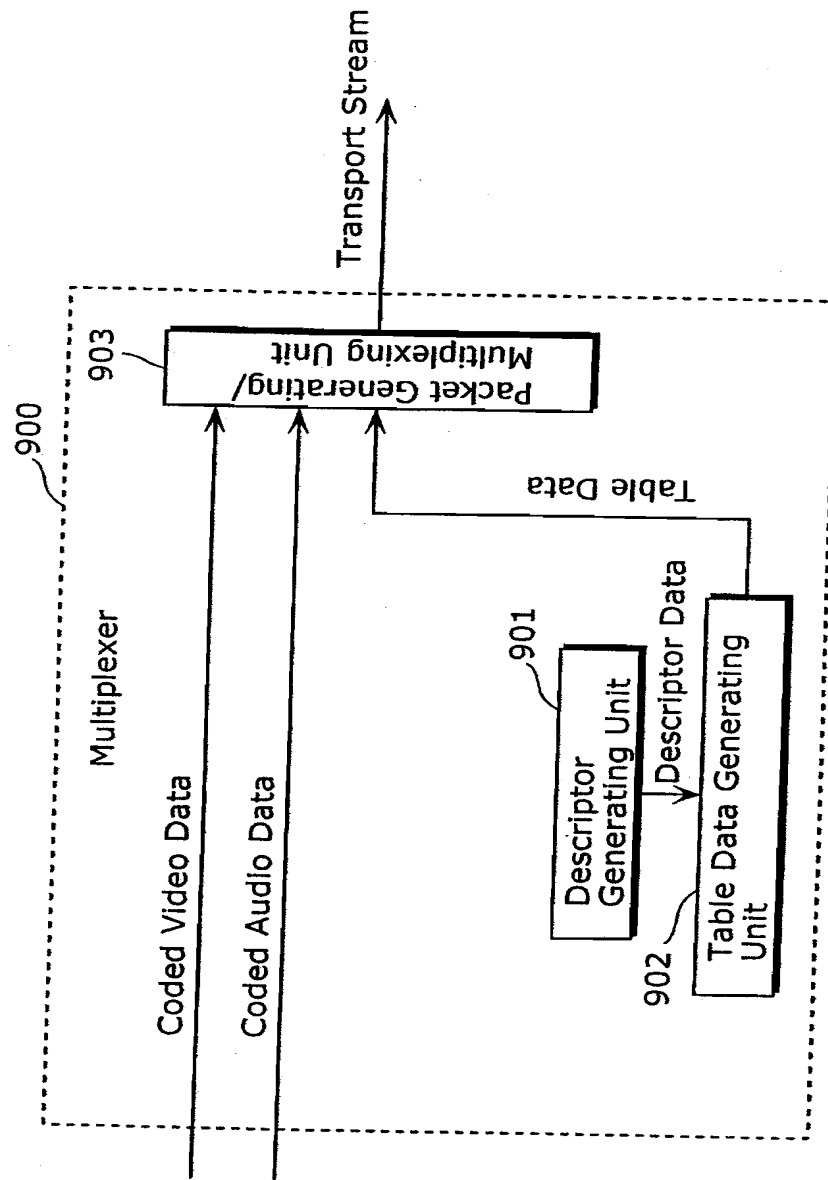 900
Multiplexer
Coded Video Data
Coded Audio Data
903
Packet Generating/
Multiplexing Unit
Transport Stream
Table Data
901
Descriptor
Generating Unit
Descriptor Data
902
Table Data Generating
Unit